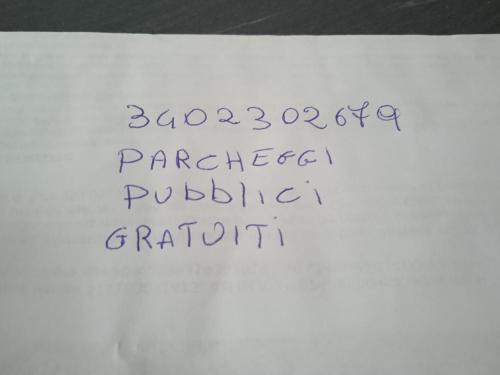 3402302679
PARCHEGGI
PUbblici
GRATUITi